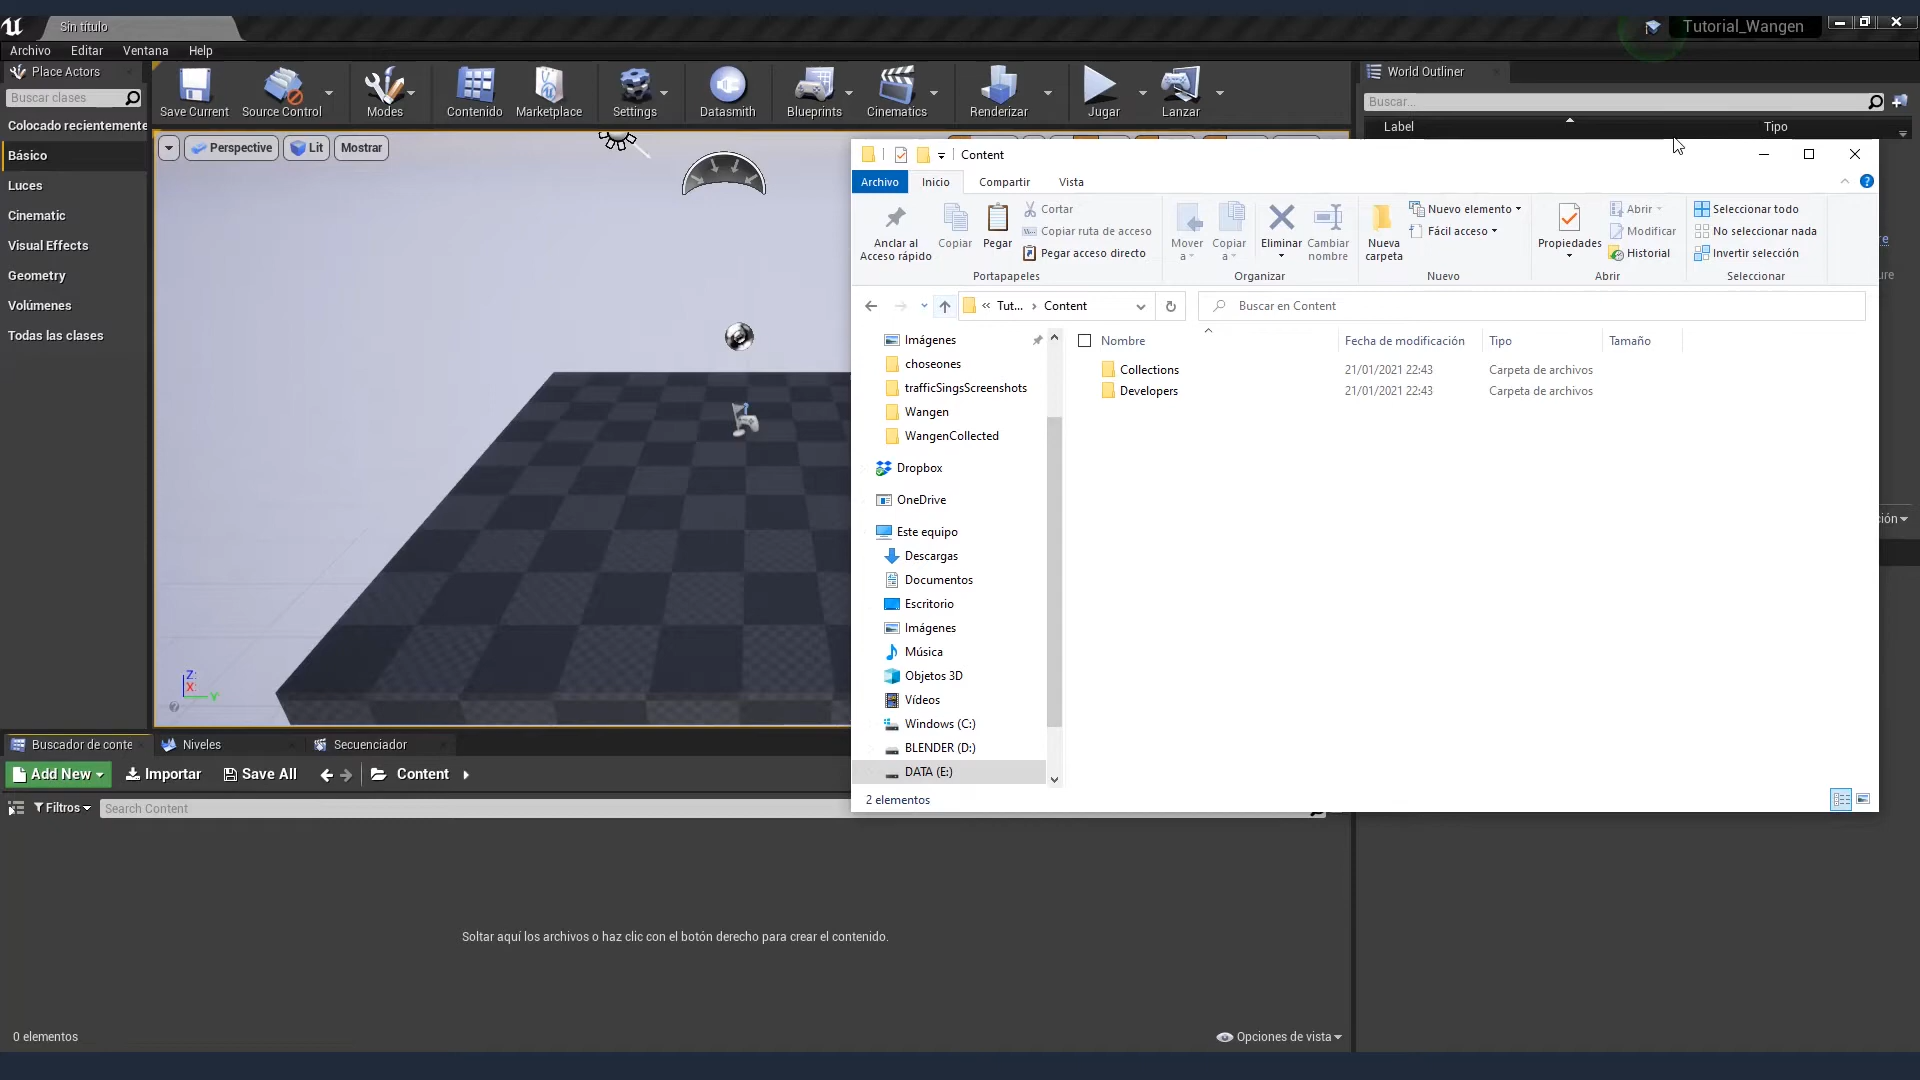 Sin título
Tutorial_Wangen
Archivo Editar Ventana Help
Place Actors
Buscar clases
Colocado recientemente
Básico
Luces
Cinematic
Visual Effects
Geometry
Volúmenes
Todas las clases
Save Current Source Control Modes Contenido Marketplace Settings Datasmith Blueprints Cinematics Renderizar Jugar Lanzar
Perspective Lit Mostrar
World Outliner
Buscar...
Label Tipo
Content
Archivo Inicio Compartir Vista
Anclar al
Acceso rápido
Copiar
Pegar
Cortar
Copiar ruta de acceso
Pegar acceso directo
Portapapeles
Mover
a
Copiar
a
Eliminar
Cambiar
nombre
Organizar
Nueva
carpeta
Nuevo elemento
Fácil acceso
Nuevo
Propiedades
Abrir
Modificar
Historial
Abrir
Seleccionar todo
No seleccionar nada
Invertir selección
Seleccionar
« Tut... › Content
Buscar en Content
Imágenes
choseones
trafficSingsScreenshots
Wangen
WangenCollected
Dropbox
OneDrive
Este equipo
Descargas
Documentos
Escritorio
Imágenes
Música
Objetos 3D
Vídeos
Windows (C:)
BLENDER (D:)
DATA (E:)
Nombre Fecha de modificación Tipo Tamaño
Collections 21/01/2021 22:43 Carpeta de archivos
Developers 21/01/2021 22:43 Carpeta de archivos
2 elementos
Z
X
Y
Buscador de conte Niveles Secuenciador
Add New Importar Save All Content
Filtros Search Content
Soltar aquí los archivos o haz clic con el botón derecho para crear el contenido.
0 elementos
Opciones de vista